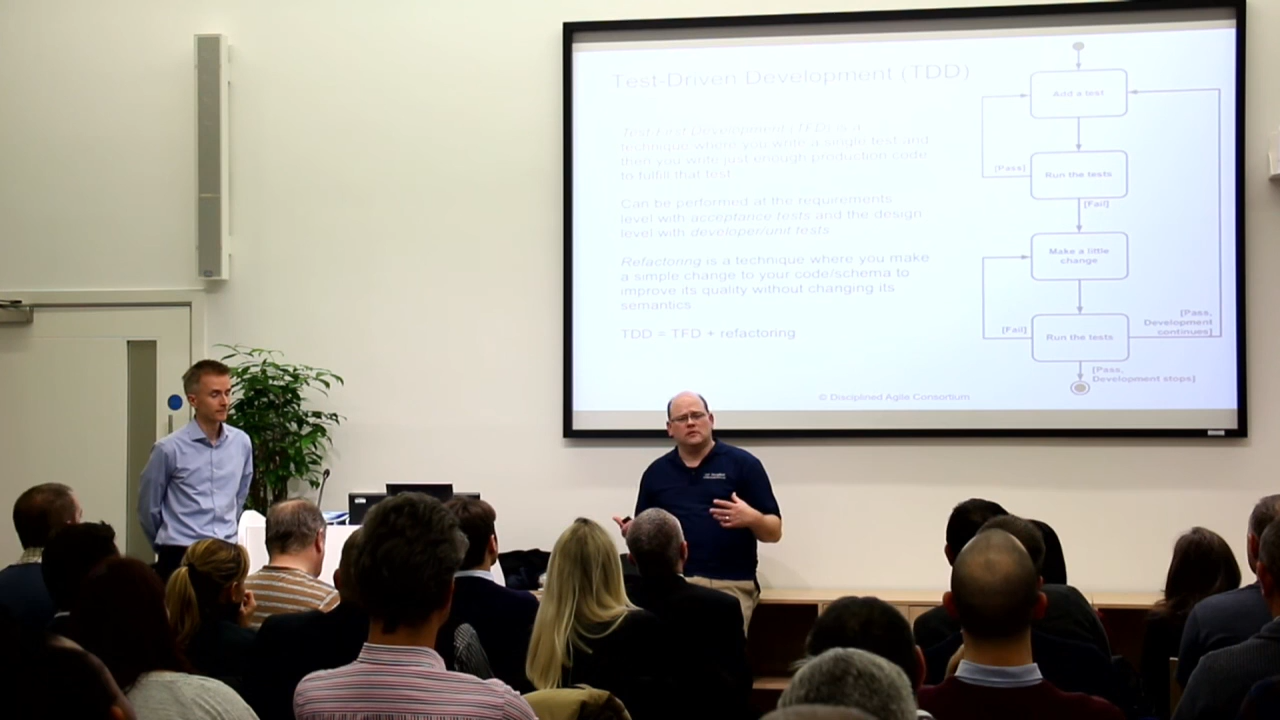 Test-Driven Development (TDD)
Test-First Development (TFD) is a
technique where you write a single test and
then you write just enough production code
to fulfill that test
Can be performed at the requirements
level with acceptance tests and the design
level with developer/unit tests
Refactoring is a technique where you make
a simple change to your code/schema to
improve its quality without changing its
semantics
TDD = TFD + refactoring
Add a test
[Pass]
Run the tests
[Fail]
Make a little
change
[Fail]
Run the tests
[Pass,
Development
continues]
[Pass,
Development stops]
© Disciplined Agile Consortium